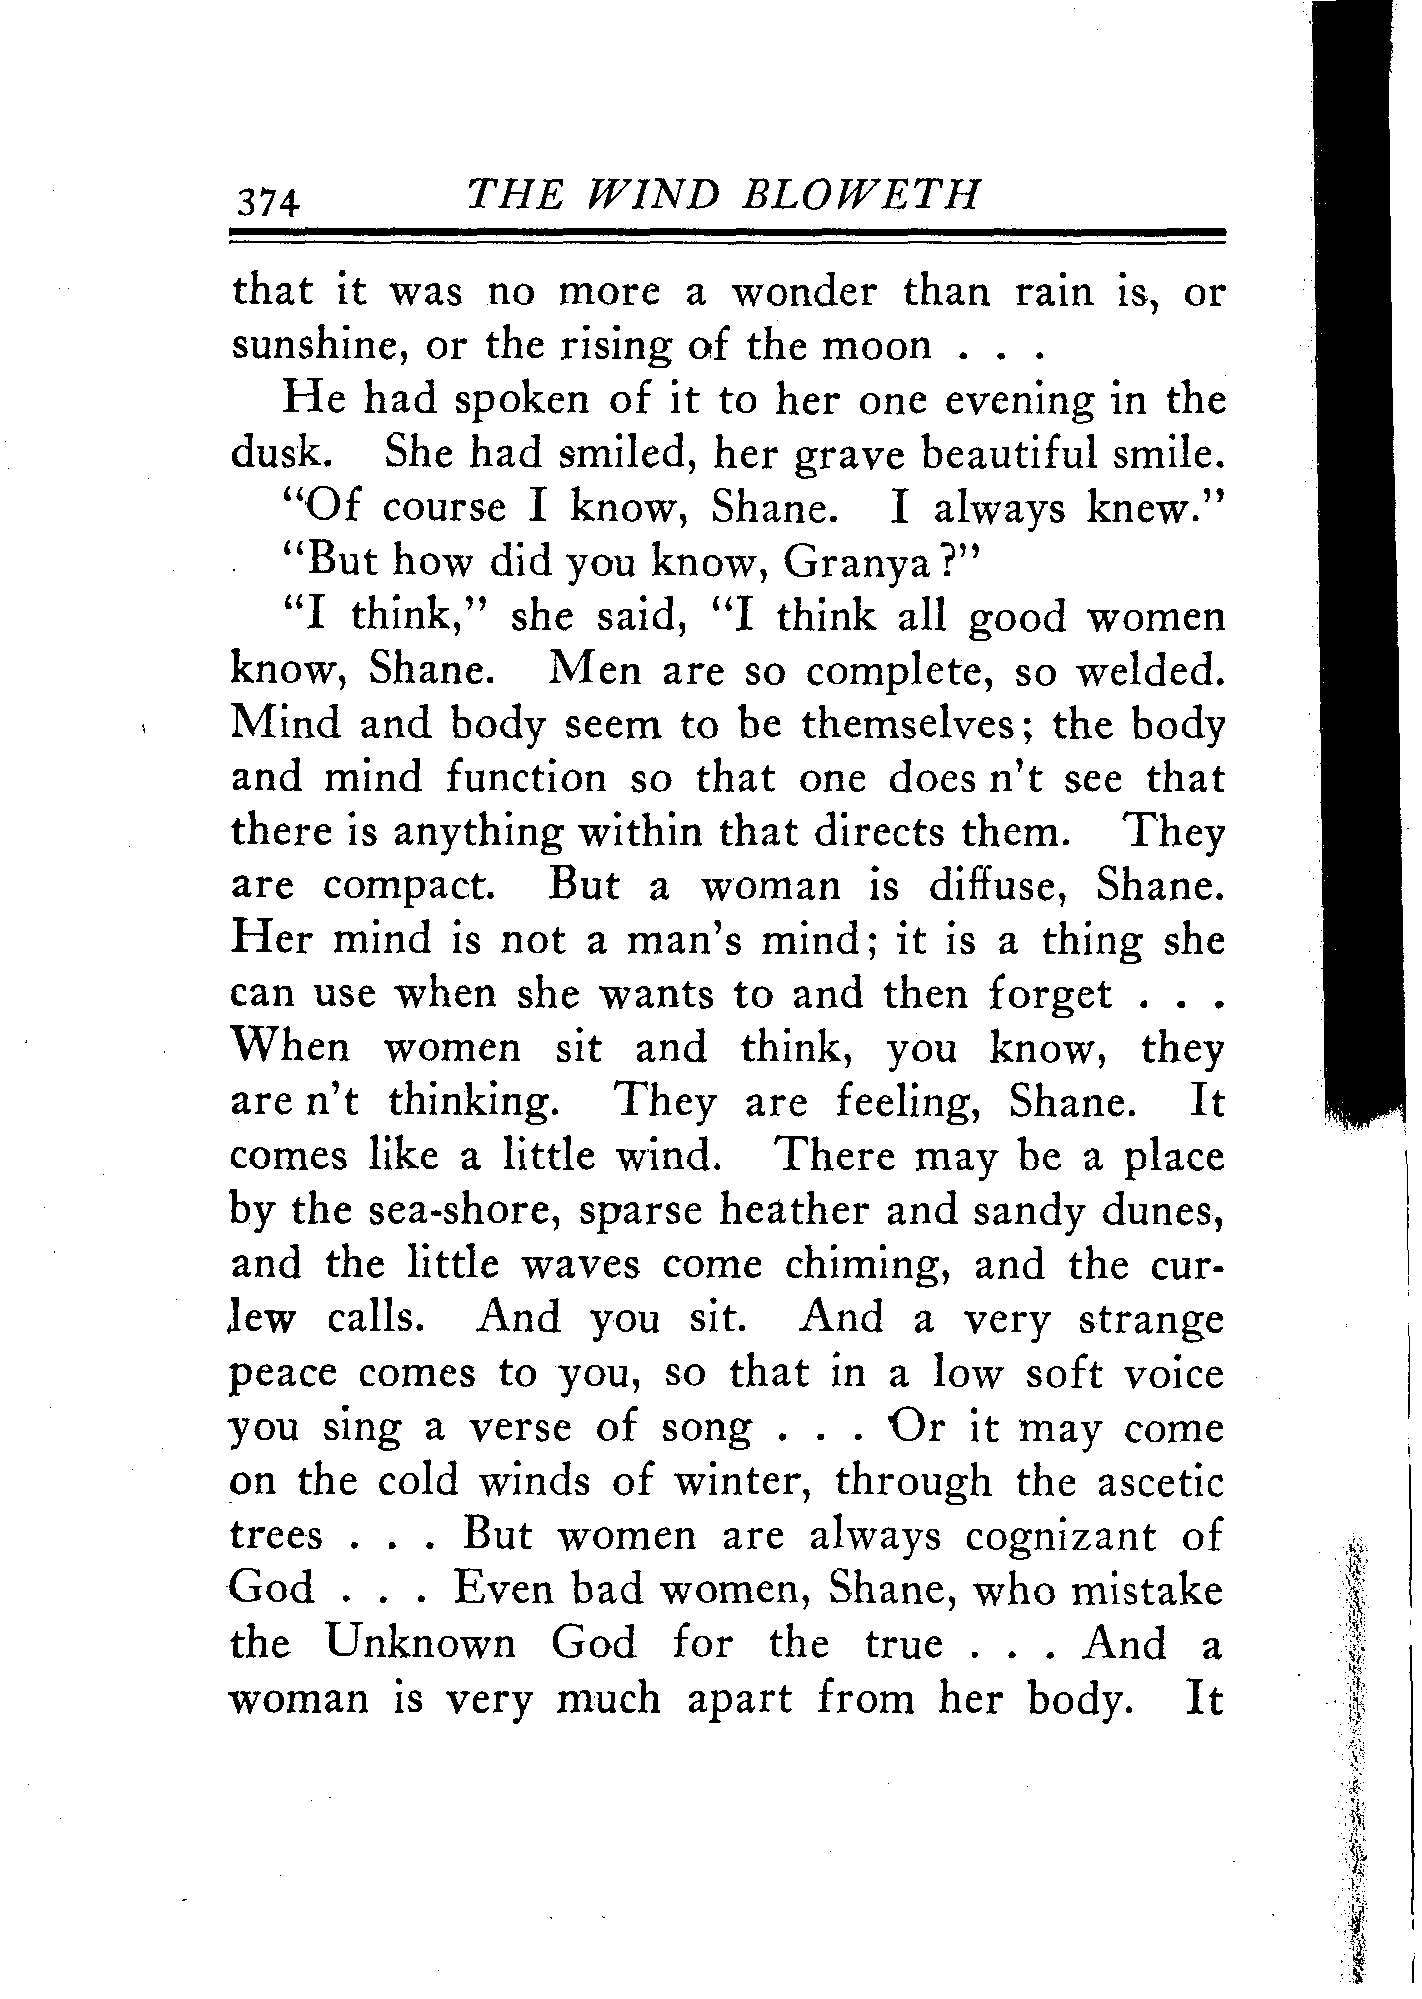 374 THE WIND BLOWETH
that it was no more a wonder than rain is, or
sunshine, or the rising of the moon . . .
He had spoken of it to her one evening in the
dusk. She had smiled, her grave beautiful smile.
"Of course I know, Shane. I always knew."
"But how did you know, Granya?"
"I think," she said, "I think all good women
know, Shane. Men are so complete, so welded.
Mind and body seem to be themselves; the body
and mind function so that one does n't see that
there is anything within that directs them. They
are compact. But a woman is diffuse, Shane.
Her mind is not a man's mind; it is a thing she
can use when she wants to and then forget . . .
When women sit and think, you know, they
are n't thinking. They are feeling, Shane. It
comes like a little wind. There may be a place
by the sea-shore, sparse heather and sandy dunes,
and the little waves come chiming, and the cur-
lew calls. And you sit. And a very strange
peace comes to you, so that in a low soft voice
you sing a verse of song . . . Or it may come
on the cold winds of winter, through the ascetic
trees . . . But women are always cognizant of
God . . . Even bad women, Shane, who mistake
the Unknown God for the true . . . And a
woman is very much apart from her body. It